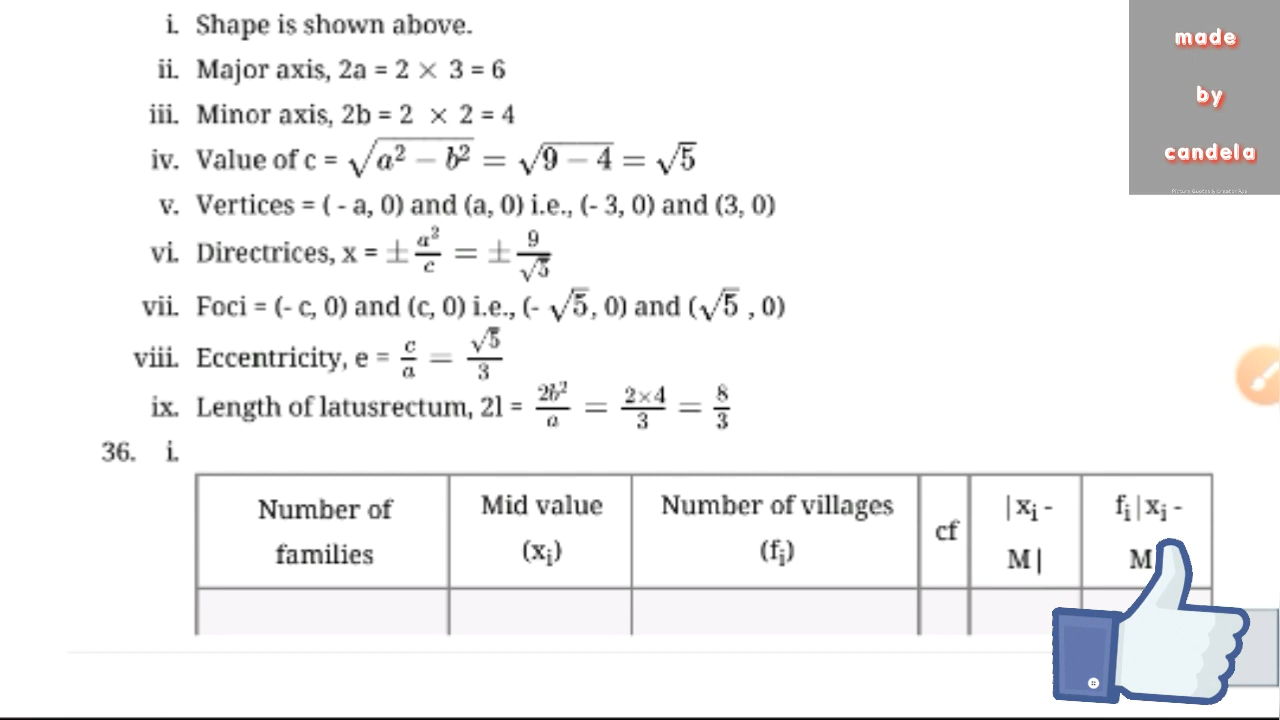 i. Shape is shown above.
ii. Major axis, 2a = 2 × 3 = 6
iii. Minor axis, 2b = 2 × 2 = 4
iv. Value of c = √(a² − b²) = √(9 − 4) = √5
v. Vertices = ( - a, 0) and (a, 0) i.e., (- 3, 0) and (3, 0)
vi. Directrices, x = ± a²/c = ± 9/√5
vii. Foci = (- c, 0) and (c, 0) i.e., (- √5, 0) and (√5 , 0)
viii. Eccentricity, e = c/a = √5/3
ix. Length of latusrectum, 2l = 2b²/a = 2×4/3 = 8/3
36. i.
Number of families
Mid value (xᵢ)
Number of villages (fᵢ)
cf
|xᵢ - M|
fᵢ|xᵢ - M
made
by
candela